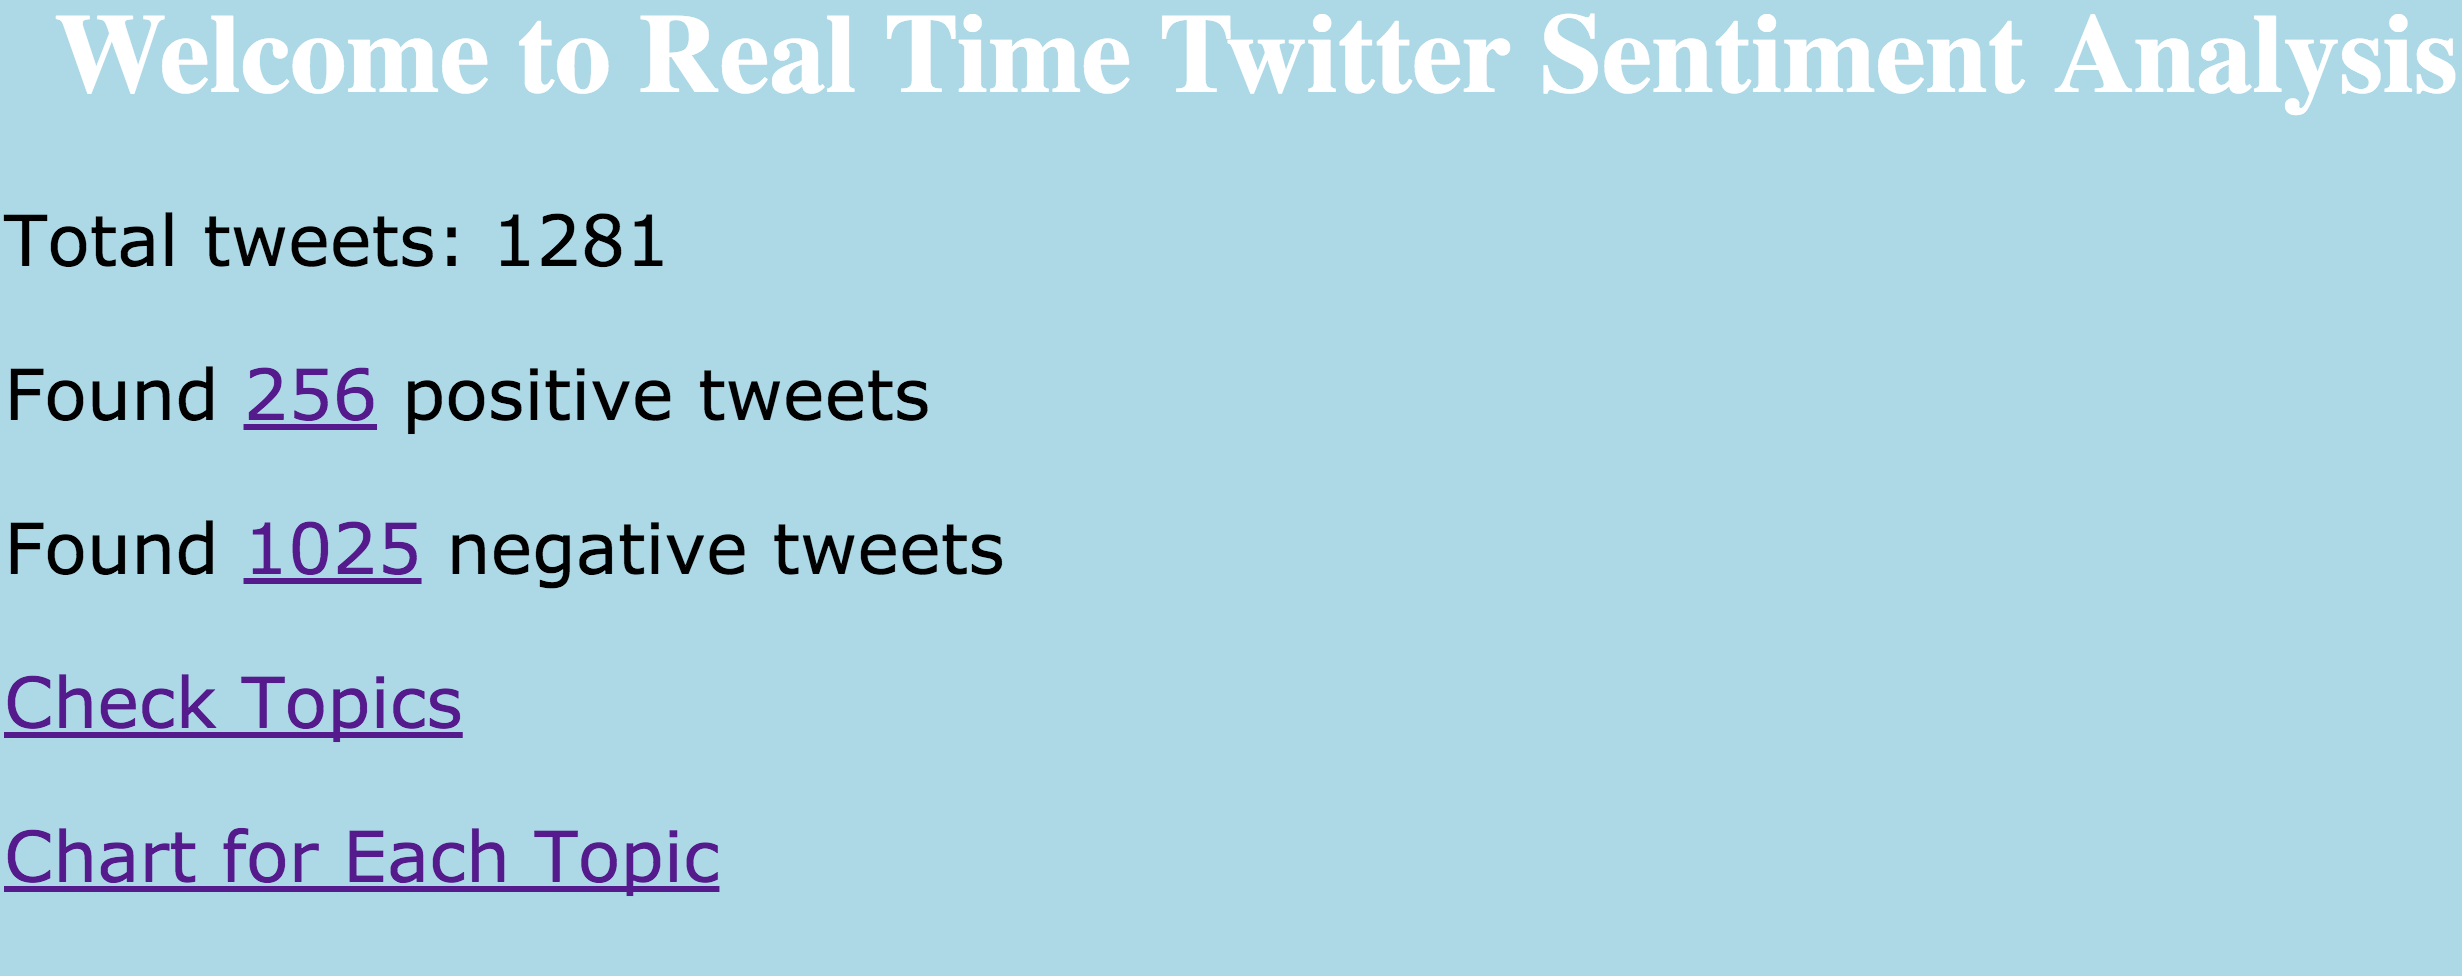 Welcome to Real Time Twitter Sentiment Analysis
Total tweets: 1281
Found 256 positive tweets
Found 1025 negative tweets
Check Topics
Chart for Each Topic